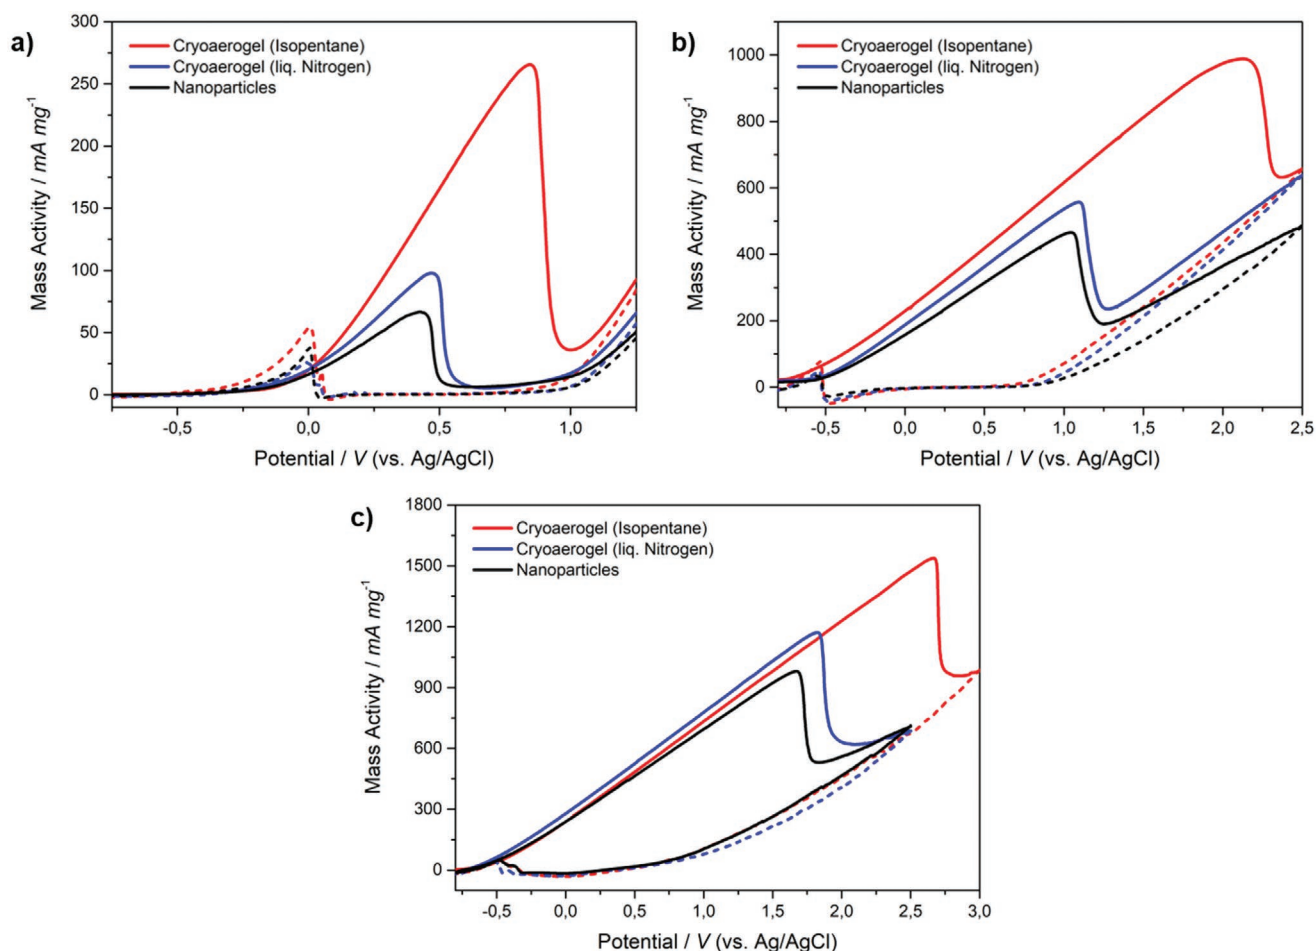 a)
Cryoaerogel (Isopentane)
Cryoaerogel (liq. Nitrogen)
Nanoparticles
Mass Activity / mA mg⁻¹
300
250
200
150
100
50
0
-0,5 0,0 0,5 1,0
Potential / V (vs. Ag/AgCl)
b)
Cryoaerogel (Isopentane)
Cryoaerogel (liq. Nitrogen)
Nanoparticles
Mass Activity / mA mg⁻¹
1000
800
600
400
200
0
-0,5 0,0 0,5 1,0 1,5 2,0 2,5
Potential / V (vs. Ag/AgCl)
c)
Cryoaerogel (Isopentane)
Cryoaerogel (liq. Nitrogen)
Nanoparticles
Mass Activity / mA mg⁻¹
1800
1500
1200
900
600
300
0
-0,5 0,0 0,5 1,0 1,5 2,0 2,5 3,0
Potential / V (vs. Ag/AgCl)